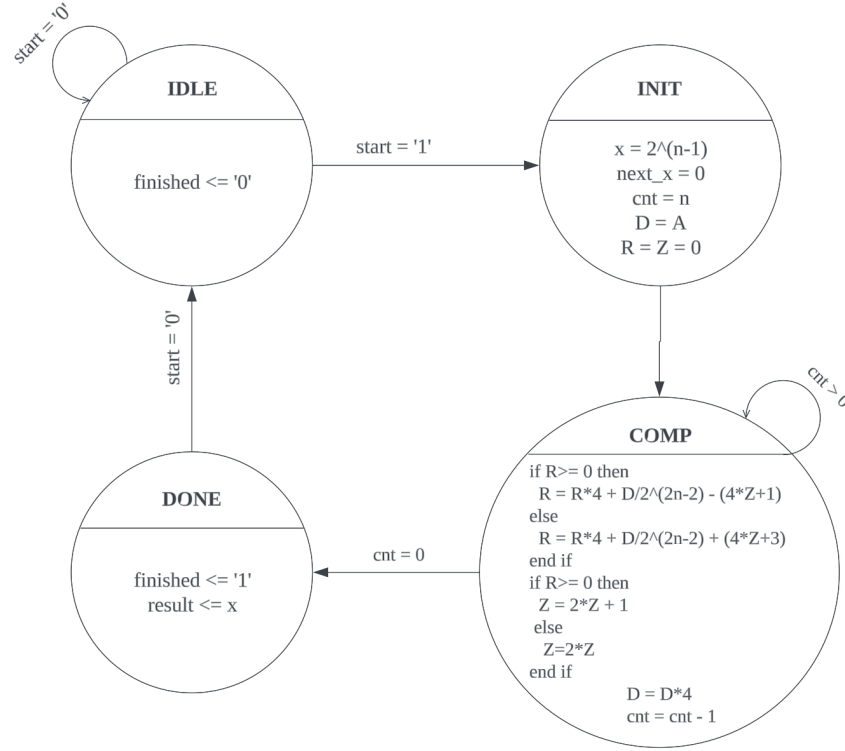 start = '0'
IDLE
finished <= '0'
start = '1'
INIT
x = 2^(n-1)
next_x = 0
cnt = n
D = A
R = Z = 0
start = '0'
cnt > 0
COMP
if R>= 0 then
R = R*4 + D/2^(2n-2) - (4*Z+1)
else
R = R*4 + D/2^(2n-2) + (4*Z+3)
end if
if R>= 0 then
Z = 2*Z + 1
else
Z=2*Z
end if
D = D*4
cnt = cnt - 1
cnt = 0
DONE
finished <= '1'
result <= x